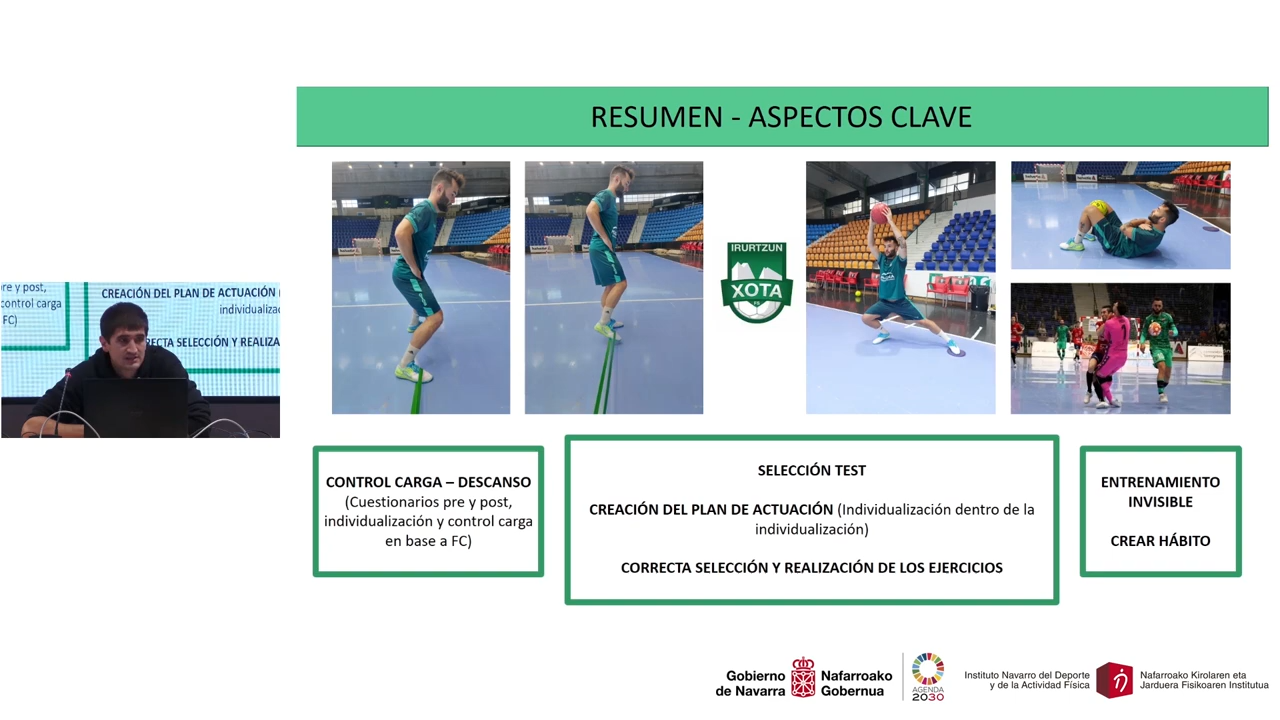 RESUMEN - ASPECTOS CLAVE
IRURTZUN
XOTA
FS
re y post,
control carga
FC)
CREACIÓN DEL PLAN DE ACTUACIÓN
RECTA SELECCIÓN Y REALIZA
CONTROL CARGA – DESCANSO
(Cuestionarios pre y post,
individualización y control carga
en base a FC)
SELECCIÓN TEST
CREACIÓN DEL PLAN DE ACTUACIÓN (Individualización dentro de la
individualización)
CORRECTA SELECCIÓN Y REALIZACIÓN DE LOS EJERCICIOS
ENTRENAMIENTO
INVISIBLE
CREAR HÁBITO
Gobierno
de Navarra
Nafarroako
Gobernua
AGENDA
2030
Instituto Navarro del Deporte
y de la Actividad Física
Nafarroako Kirolaren eta
Jarduera Fisikoaren Institutua